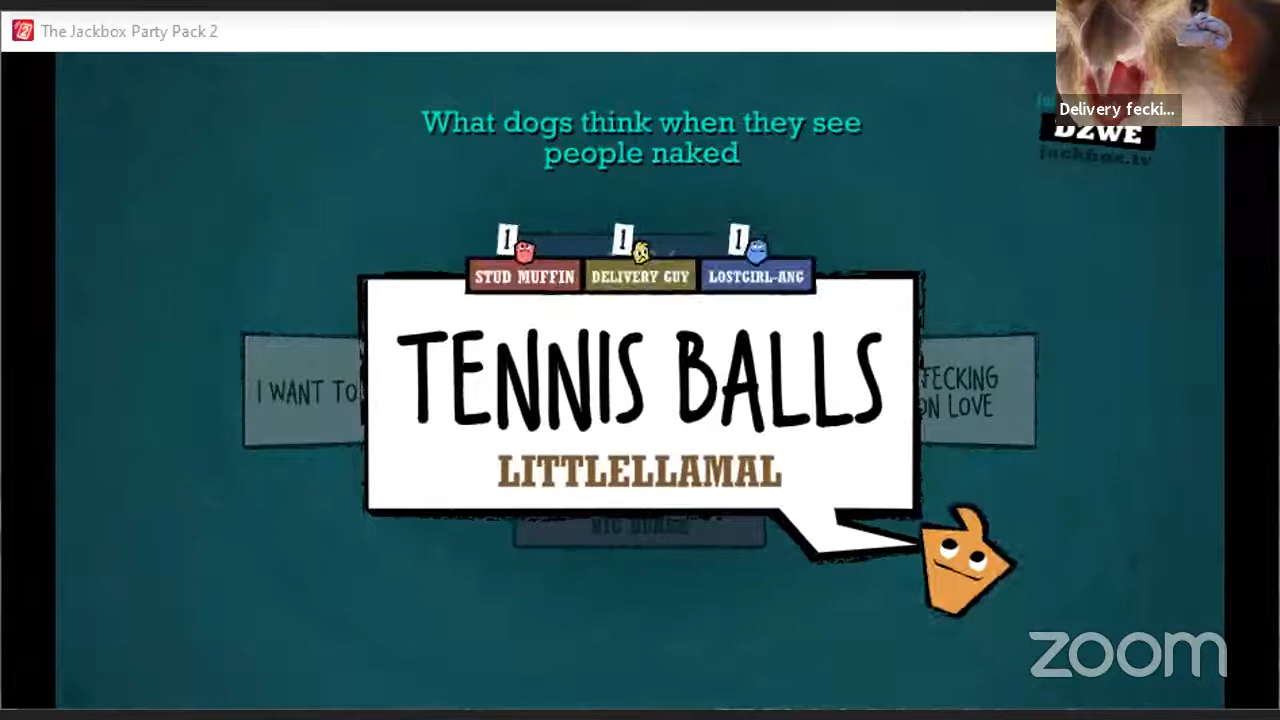 The Jackbox Party Pack 2
Delivery fecki...
What dogs think when they see
people naked
DZWE
jackbox.tv
1 1 1
STUD MUFFIN DELIVERY GUY LOSTGIRL-ANG
TENNIS BALLS
LITTLELLAMAL
I WANT TO
FECKING
ON LOVE
zoom